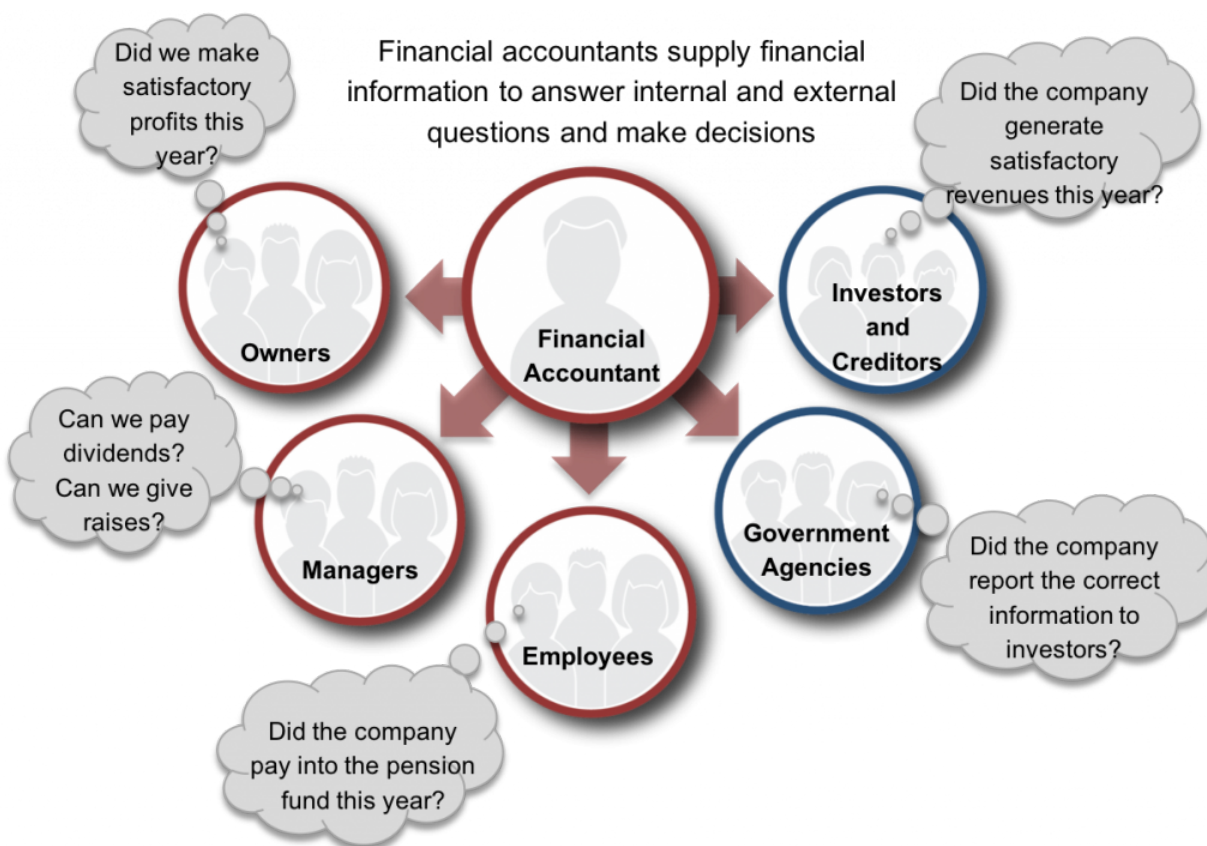 Financial accountants supply financial
information to answer internal and external
questions and make decisions
Did we make
satisfactory
profits this
year?
Did the company
generate
satisfactory
revenues this year?
Owners
Financial
Accountant
Investors
and
Creditors
Can we pay
dividends?
Can we give
raises?
Managers
Employees
Government
Agencies
Did the company
report the correct
information to
investors?
Did the company
pay into the pension
fund this year?